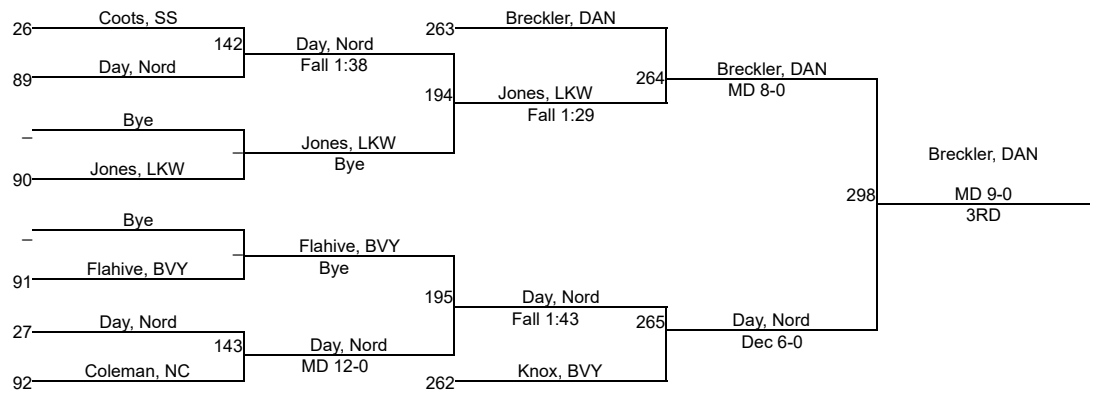 Coots, SS
26
142
Day, Nord
89
Day, Nord
Fall 1:38
Bye
_
Jones, LKW
90
_
Jones, LKW
Bye
194
263
Breckler, DAN
Jones, LKW
Fall 1:29
264
Breckler, DAN
MD 8-0
Bye
_
Flahive, BVY
91
_
Flahive, BVY
Bye
Day, Nord
27
143
Coleman, NC
92
Day, Nord
MD 12-0
195
Day, Nord
Fall 1:43
262
Knox, BVY
265
Day, Nord
Dec 6-0
298
Breckler, DAN
MD 9-0
3RD